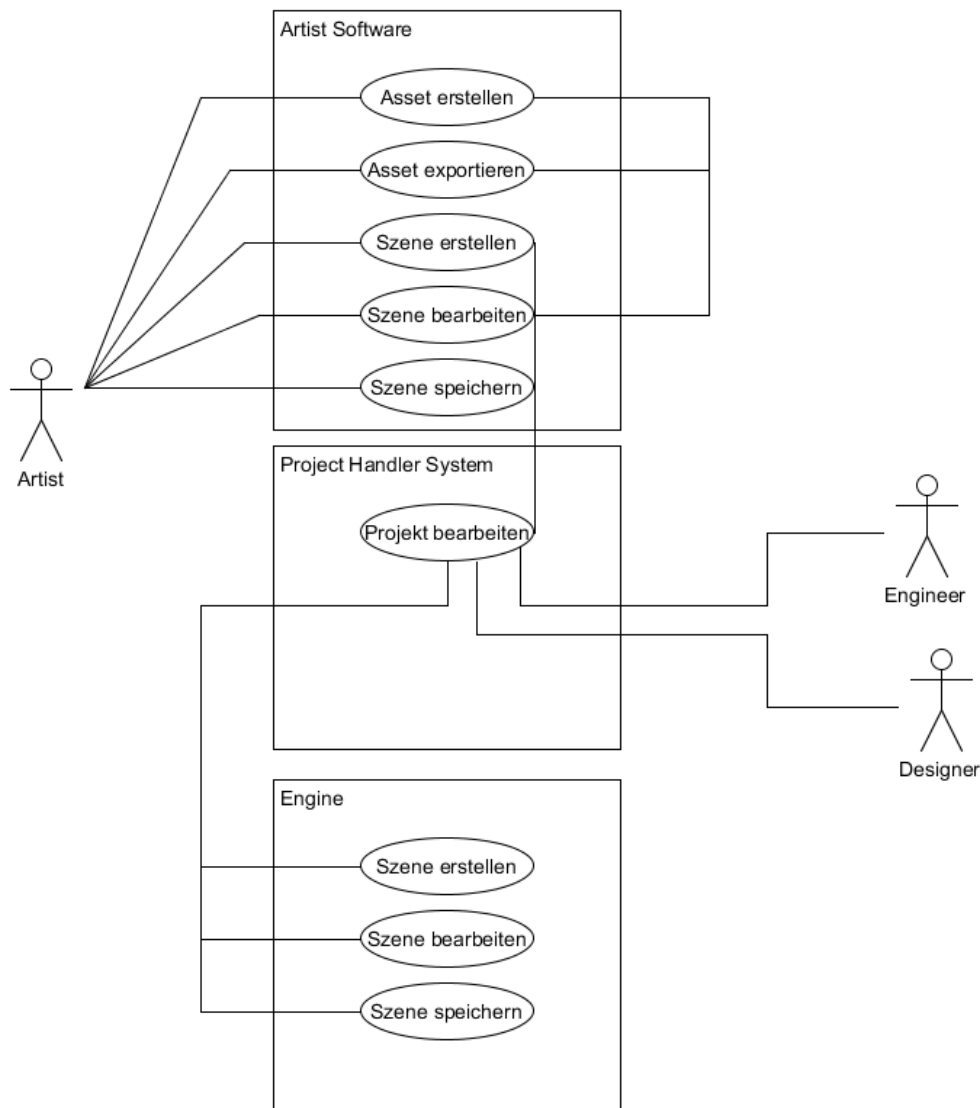 Artist Software
Asset erstellen
Asset exportieren
Szene erstellen
Szene bearbeiten
Szene speichern
Artist
Project Handler System
Projekt bearbeiten
Engineer
Designer
Engine
Szene erstellen
Szene bearbeiten
Szene speichern